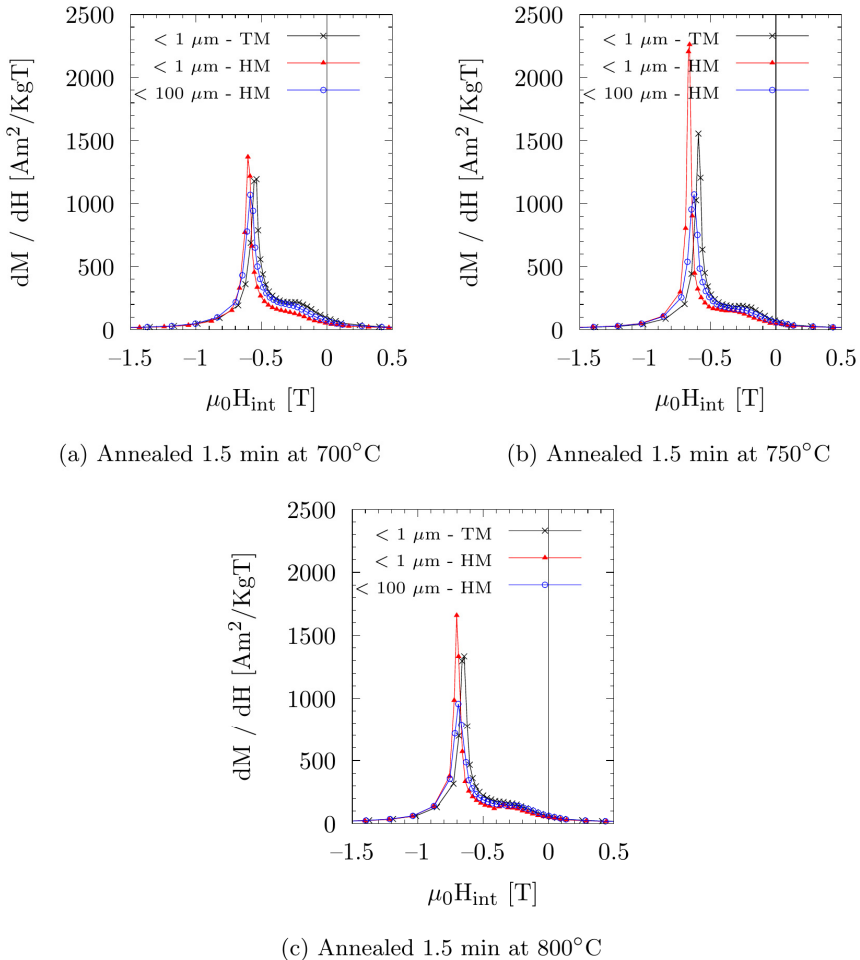 2500
2000
1500
1000
500
0
dM / dH [Am²/KgT]
< 1 μm - TM
< 1 μm - HM
< 100 μm - HM
−1.5 −1 −0.5 0 0.5
μ₀H_int [T]
(a) Annealed 1.5 min at 700°C
2500
2000
1500
1000
500
0
dM / dH [Am²/KgT]
< 1 μm - TM
< 1 μm - HM
< 100 μm - HM
−1.5 −1 −0.5 0 0.5
μ₀H_int [T]
(b) Annealed 1.5 min at 750°C
2500
2000
1500
1000
500
0
dM / dH [Am²/KgT]
< 1 μm - TM
< 1 μm - HM
< 100 μm - HM
−1.5 −1 −0.5 0 0.5
μ₀H_int [T]
(c) Annealed 1.5 min at 800°C